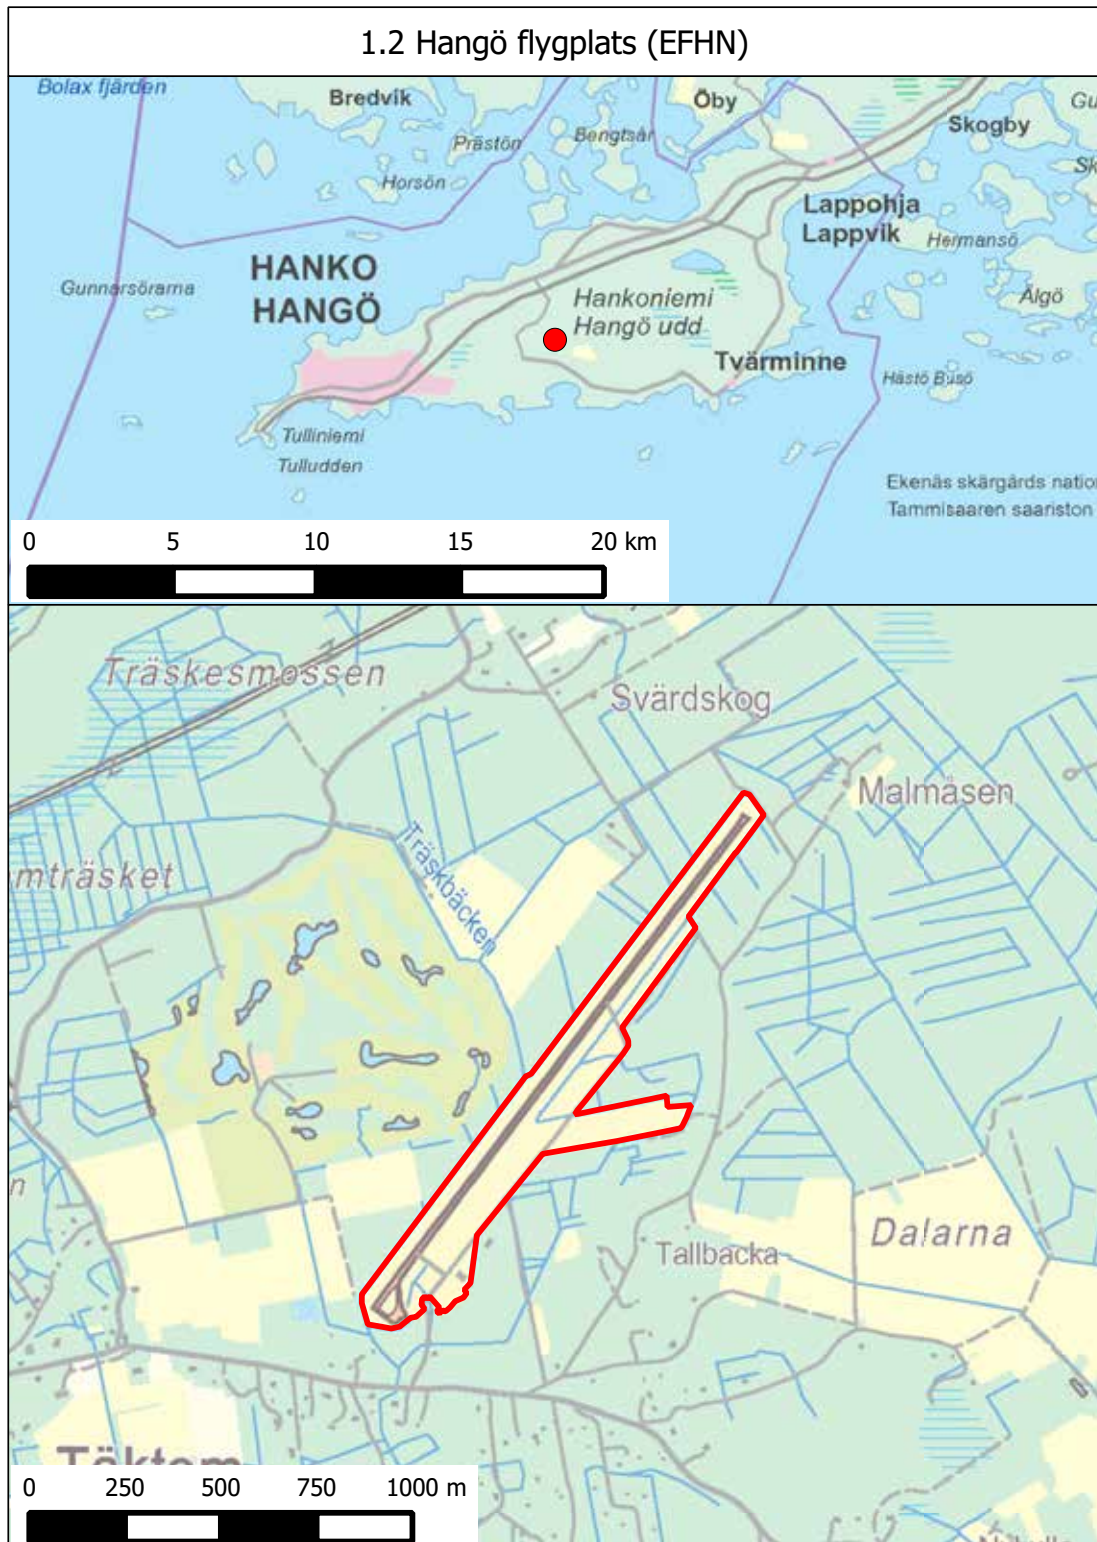 1.2 Hangö flygplats (EFHN)
Bolax fjärden
Bredvik
Öby
Prästön
Bengtsår
Skogby
Horsön
Lappohja
Lappvik
Hermansö
HANKO
HANGÖ
Gunnarsörarna
Älgö
Hankoniemi
Hangö udd
Tvärminne
Hästö Busö
Tulliniemi
Tulludden
Ekenäs skärgårds natio
Tammisaaren saariston
0 5 10 15 20 km
Träskesmossen
Svärdskog
Malmåsen
Träskbäcken
mträsket
Dalarna
Tallbacka
Täktom
0 250 500 750 1000 m